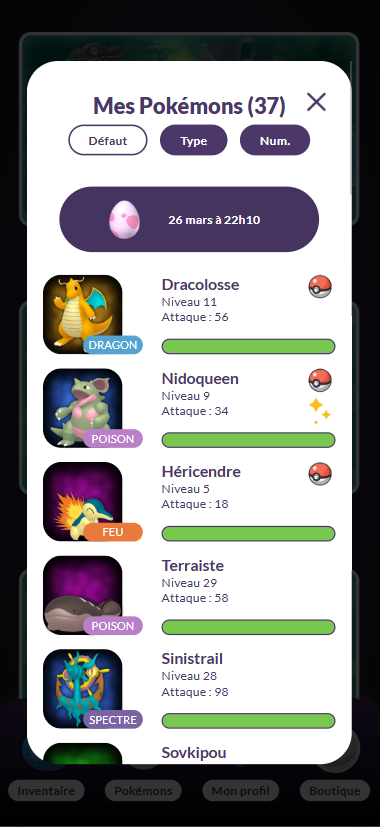 Mes Pokémons (37)
Défaut Type Num.
26 mars à 22h10
Dracolosse
Niveau 11
Attaque : 56
DRAGON
Nidoqueen
Niveau 9
Attaque : 34
POISON
Héricendre
Niveau 5
Attaque : 18
FEU
Terraiste
Niveau 29
Attaque : 58
POISON
Sinistrail
Niveau 28
Attaque : 98
SPECTRE
Sovkipou
Inventaire Pokémons Mon profil Boutique